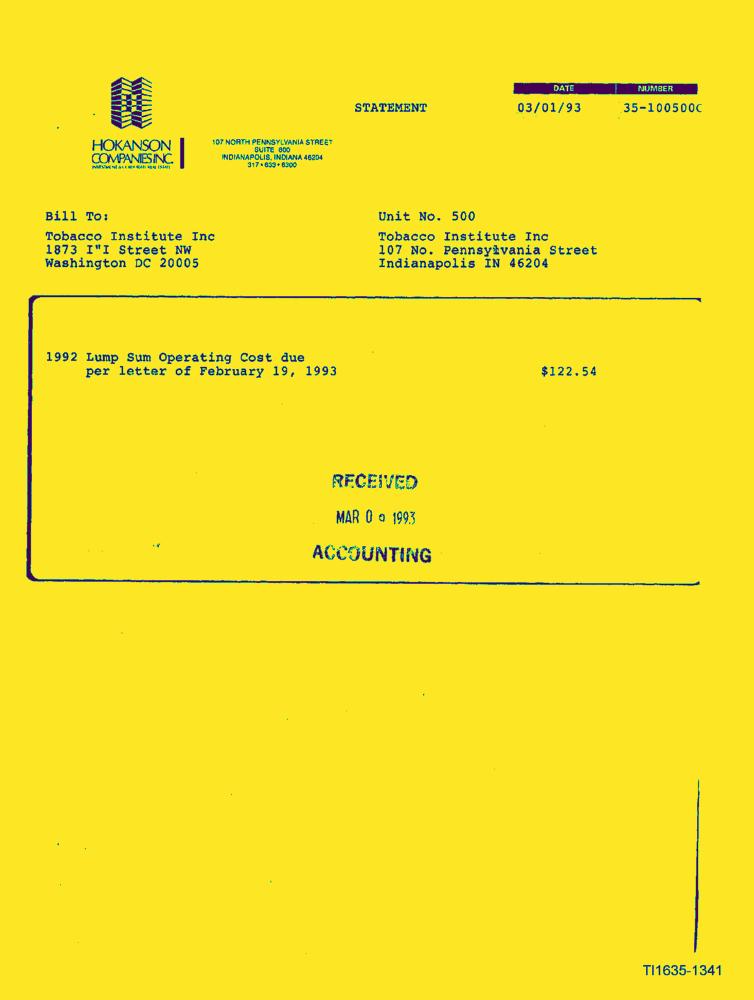 DATE NUMBER
STATEMENT 03/01/93 35-100500
HOKANSON
COMPANIES INC.
107 NORTH PENNSYLVANIA STREET
SUITE 800
INDIANAPOLIS, INDIANA 46204
317 • 633 • 6300
Bill To:
Tobacco Institute Inc
1873 I"I Street NW
Washington DC 20005
Unit No. 500
Tobacco Institute Inc
107 No. Pennsylvania Street
Indianapolis IN 46204
1992 Lump Sum Operating Cost due
per letter of February 19, 1993 $122.54
RECEIVED
MAR 0 1993
ACCOUNTING
TI1635-1341